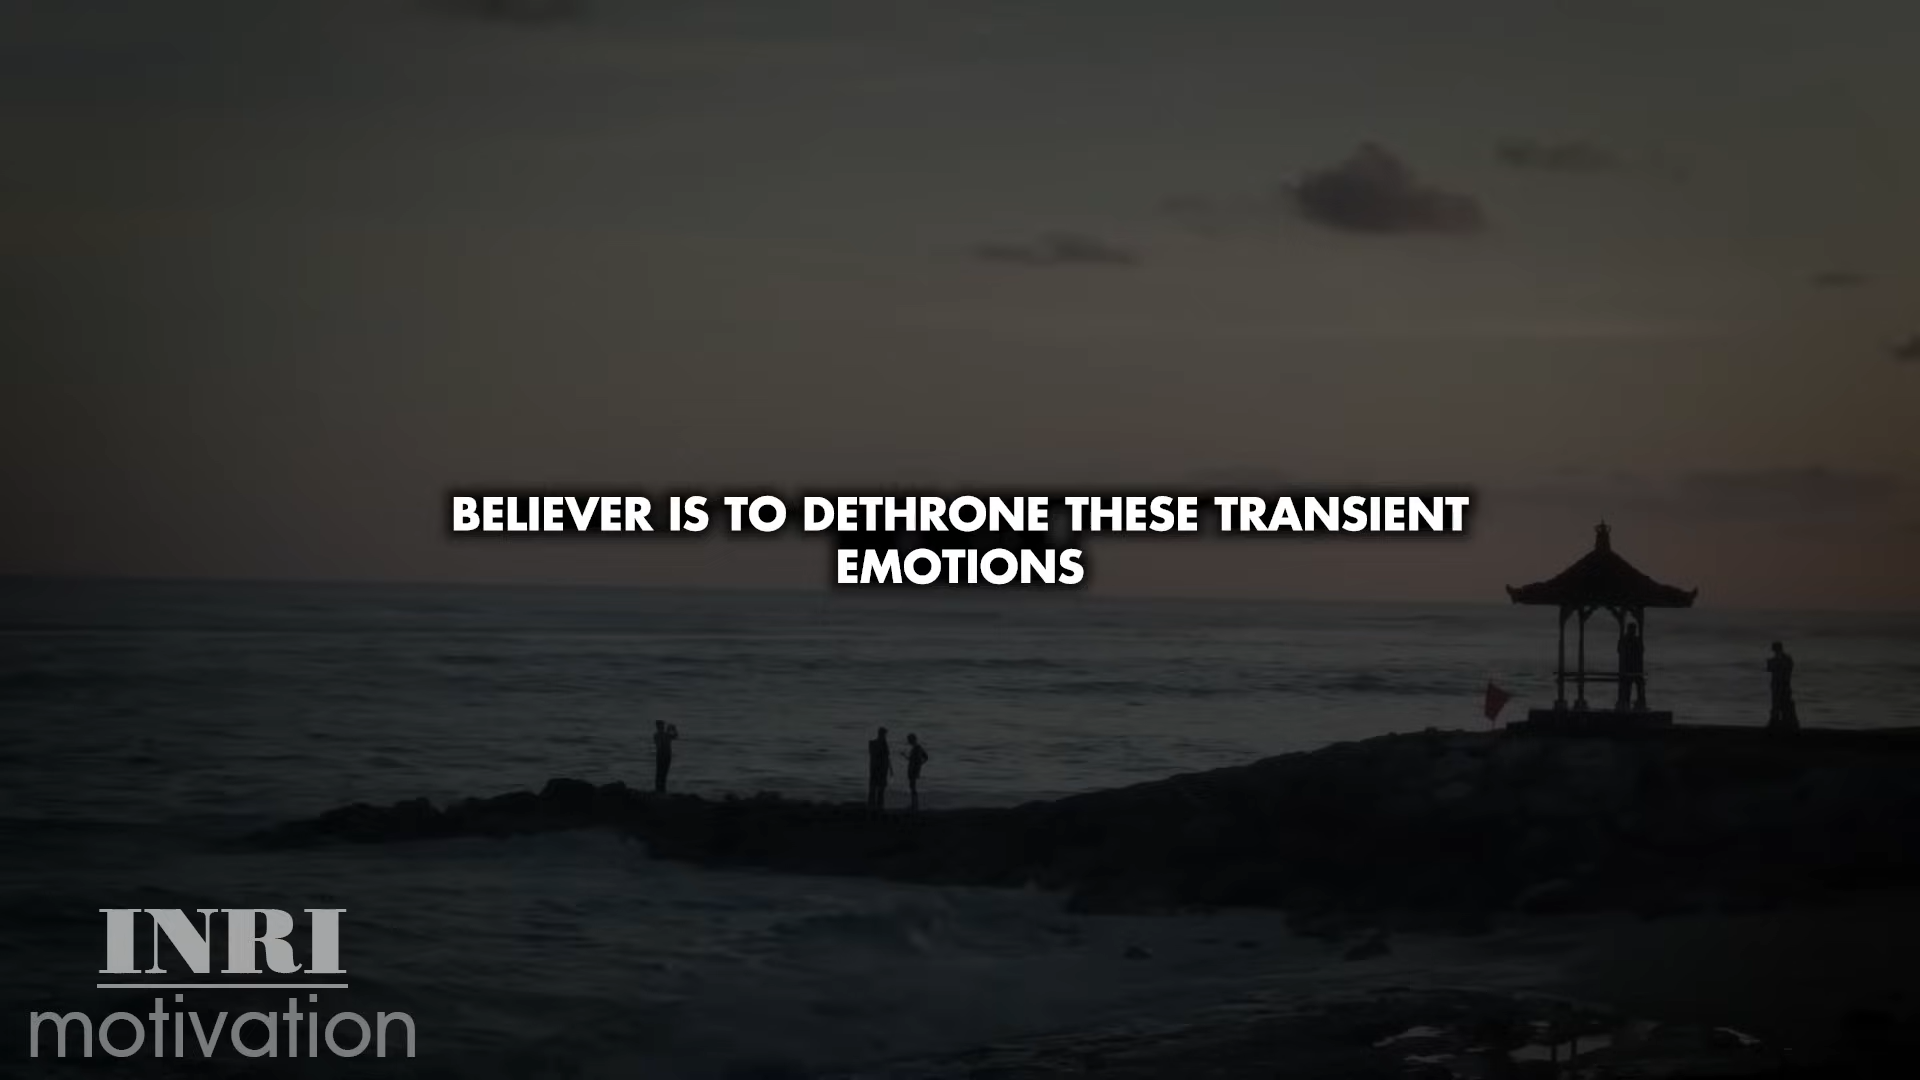 BELIEVER IS TO DETHRONE THESE TRANSIENT
EMOTIONS
INRI
motivation